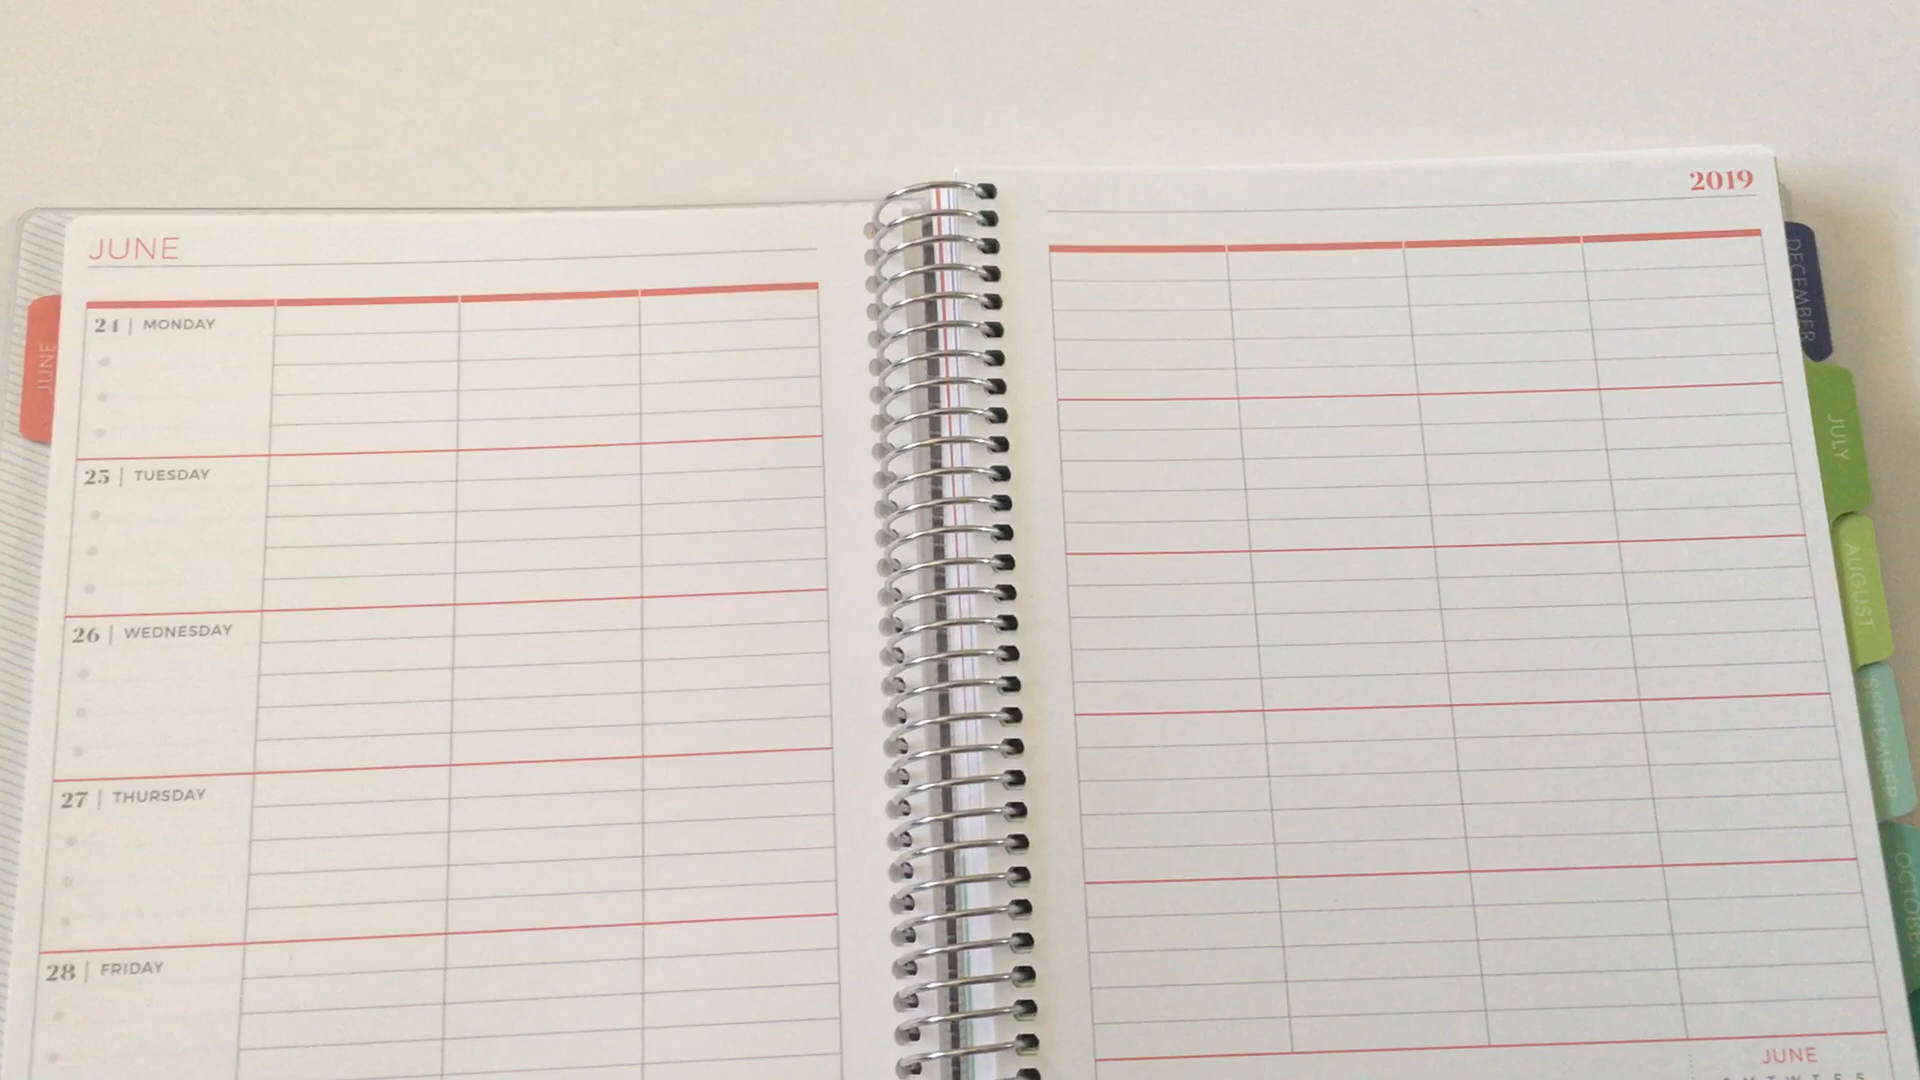 JUNE
24 | MONDAY
25 | TUESDAY
26 | WEDNESDAY
27 | THURSDAY
28 | FRIDAY
JUNE
2019
DECEMBER
JULY
AUGUST
SEPTEMBER
OCTOBER
JUNE
S M T W T F S